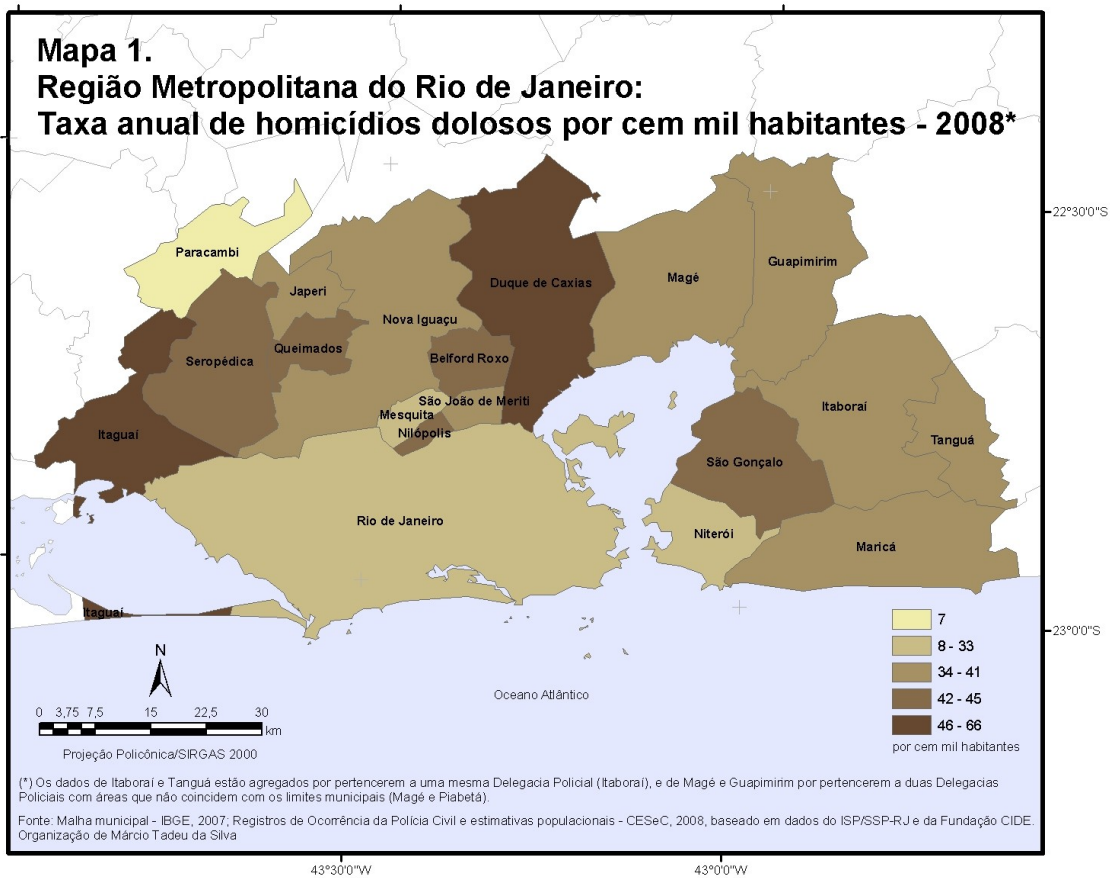 Mapa 1.
Região Metropolitana do Rio de Janeiro:
Taxa anual de homicídios dolosos por cem mil habitantes - 2008*
22°30'0"S
Paracambi
Guapimirim
Magé
Duque de Caxias
Japeri
Nova Iguaçu
Queimados
Belford Roxo
Seropédica
São João de Meriti
Mesquita
Itaboraí
Itaguaí
Nilópolis
Tanguá
São Gonçalo
Rio de Janeiro
Niterói
Maricá
Itaguaí
7
23°0'0"S
8 - 33
N
34 - 41
Oceano Atlântico
42 - 45
0 3,75 7,5 15 22,5 30
46 - 66
km
por cem mil habitantes
Projeção Policônica/SIRGAS 2000
(*) Os dados de Itaboraí e Tanguá estão agregados por pertencerem a uma mesma Delegacia Policial (Itaboraí), e de Magé e Guapimirim por pertencerem a duas Delegacias
Policiais com áreas que não coincidem com os limites municipais (Magé e Piabetá).
Fonte: Malha municipal - IBGE, 2007; Registros de Ocorrência da Polícia Civil e estimativas populacionais - CESeC, 2008, baseado em dados do ISP/SSP-RJ e da Fundação CIDE.
Organização de Márcio Tadeu da Silva
43°30'0"W
43°0'0"W